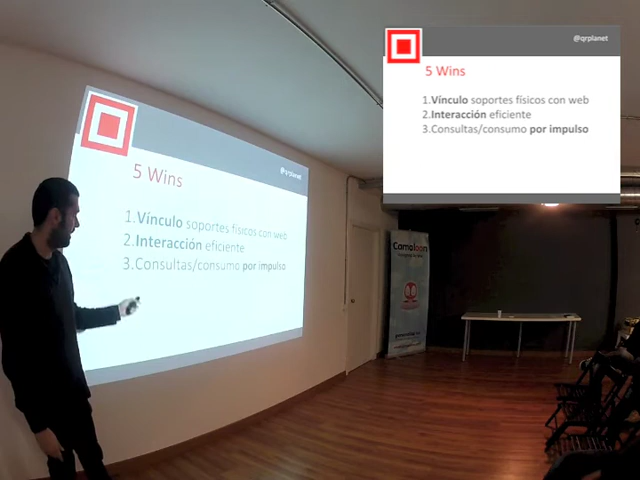 @qrplanet
5 Wins
1.Vínculo soportes físicos con web
2.Interacción eficiente
3.Consultas/consumo por impulso
@qrplanet
5 Wins
1.Vínculo soportes físicos con web
2.Interacción eficiente
3.Consultas/consumo por impulso